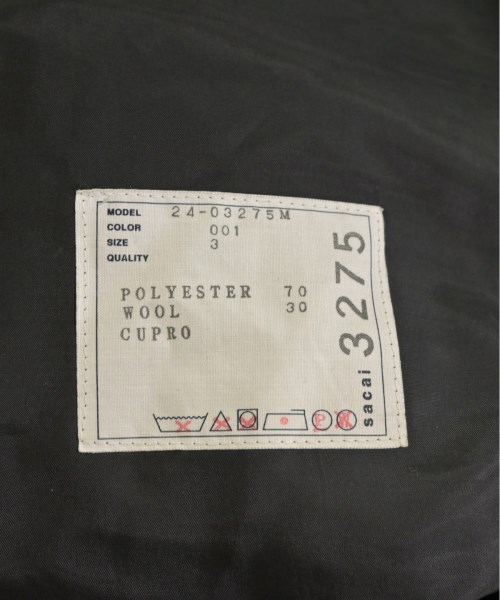 MODEL 24-03275M
COLOR 001
SIZE 3
QUALITY
POLYESTER 70
WOOL 30
CUPRO
P
sacai 3275